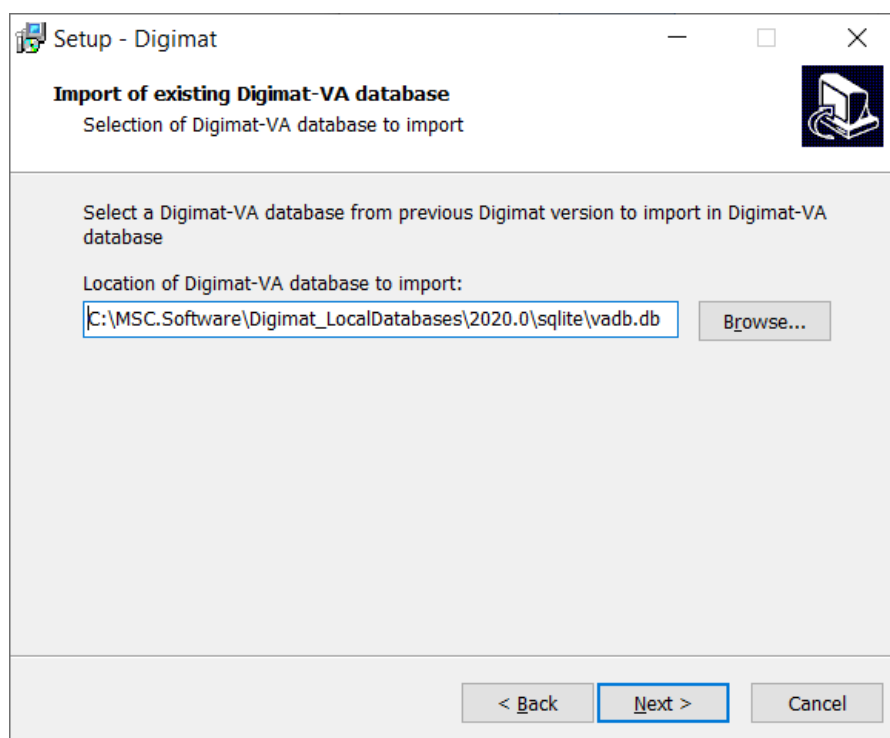 Setup - Digimat
Import of existing Digimat-VA database
Selection of Digimat-VA database to import
Select a Digimat-VA database from previous Digimat version to import in Digimat-VA
database
Location of Digimat-VA database to import:
C:\MSC.Software\Digimat_LocalDatabases\2020.0\sqlite\vadb.db
Browse...
< Back
Next >
Cancel